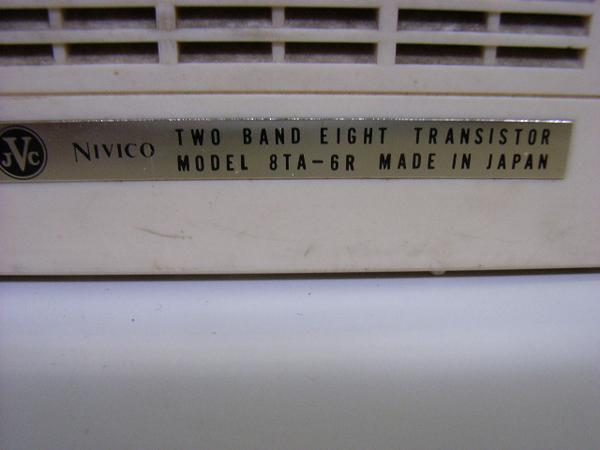 JVC NIVICO TWO BAND EIGHT TRANSISTOR
MODEL 8TA-6R MADE IN JAPAN